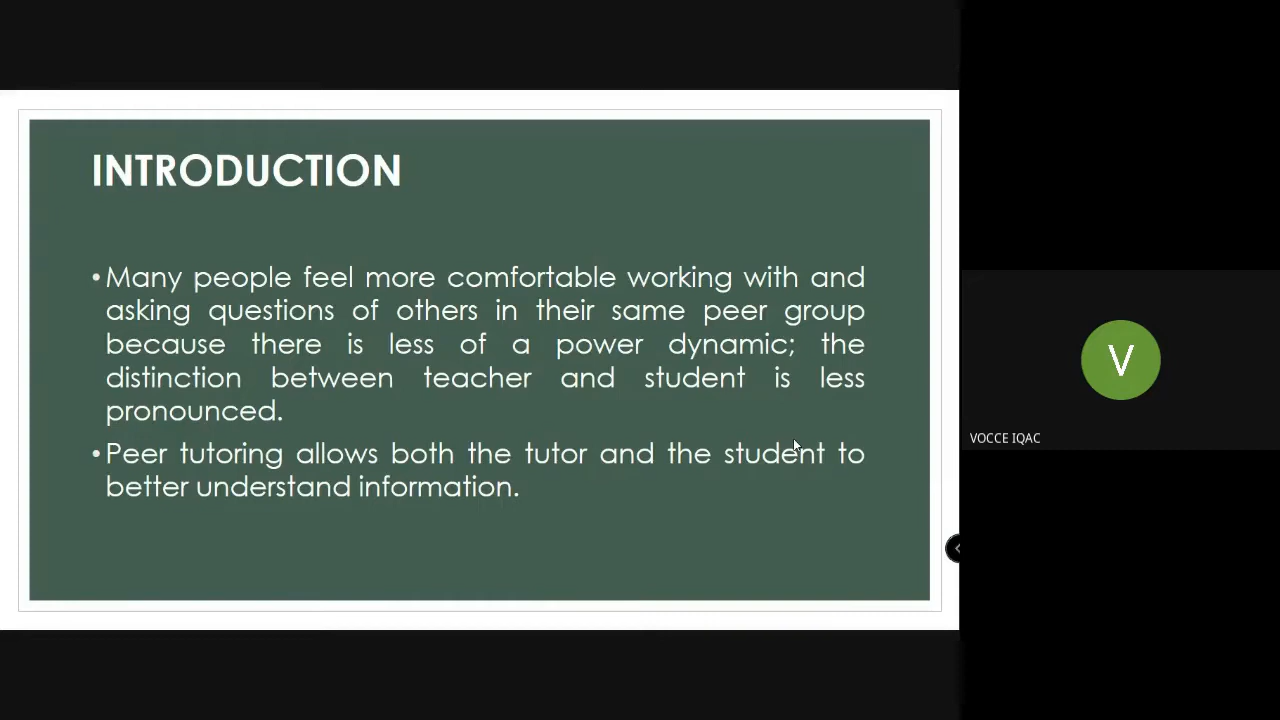 INTRODUCTION
•Many people feel more comfortable working with and
asking questions of others in their same peer group
because there is less of a power dynamic; the
distinction between teacher and student is less
pronounced.
•Peer tutoring allows both the tutor and the student to
better understand information.
V
VOCCE IQAC